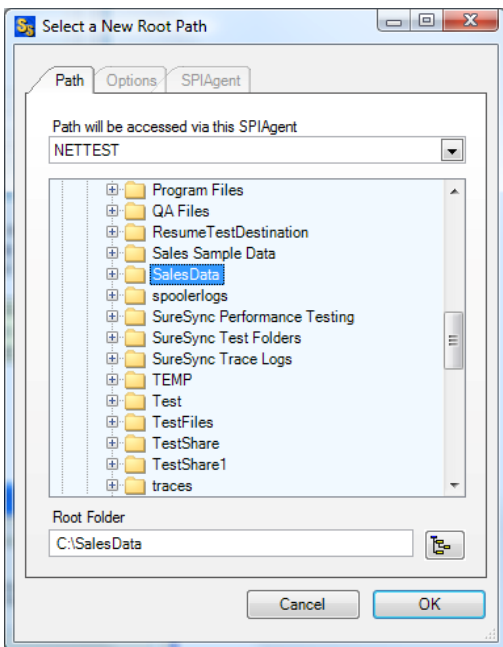 Select a New Root Path
Path Options SPIAgent
Path will be accessed via this SPIAgent
NETTEST
Program Files
QA Files
ResumeTestDestination
Sales Sample Data
SalesData
spoolerlogs
SureSync Performance Testing
SureSync Test Folders
SureSync Trace Logs
TEMP
Test
TestFiles
TestShare
TestShare1
traces
Root Folder
C:\SalesData
Cancel OK